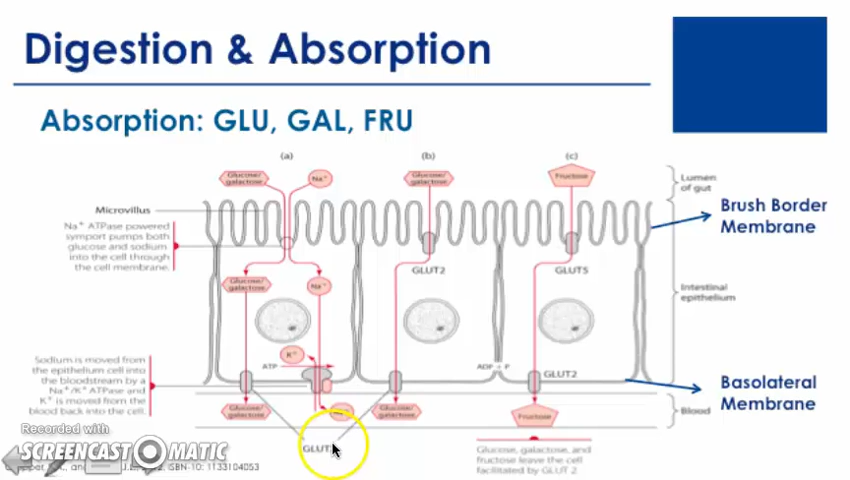 Digestion & Absorption
Absorption: GLU, GAL, FRU
(a)
(b)
(c)
Glucose/
galactose
Na⁺
Glucose/
galactose
Fructose
Lumen
of gut
Microvillus
Brush Border
Membrane
Na⁺ ATPase powered
symport pumps both
glucose and sodium
into the cell through
the cell membrane.
GLUT2
GLUT5
Glucose/
galactose
Na⁺
Intestinal
epithelium
Sodium is moved from
the epithelium cell into
the bloodstream by a
Na⁺/K⁺ ATPase and
K⁺ is moved from the
blood back into the cell.
K⁺
ATP
ADP + P
GLUT2
Basolateral
Membrane
Glucose/
galactose
Glucose/
galactose
Fructose
Blood
Recorded with
SCREENCAST MATIC
Glucose, galactose, and
fructose leave the cell
facilitated by GLUT 2
ISBN-10: 1133104053